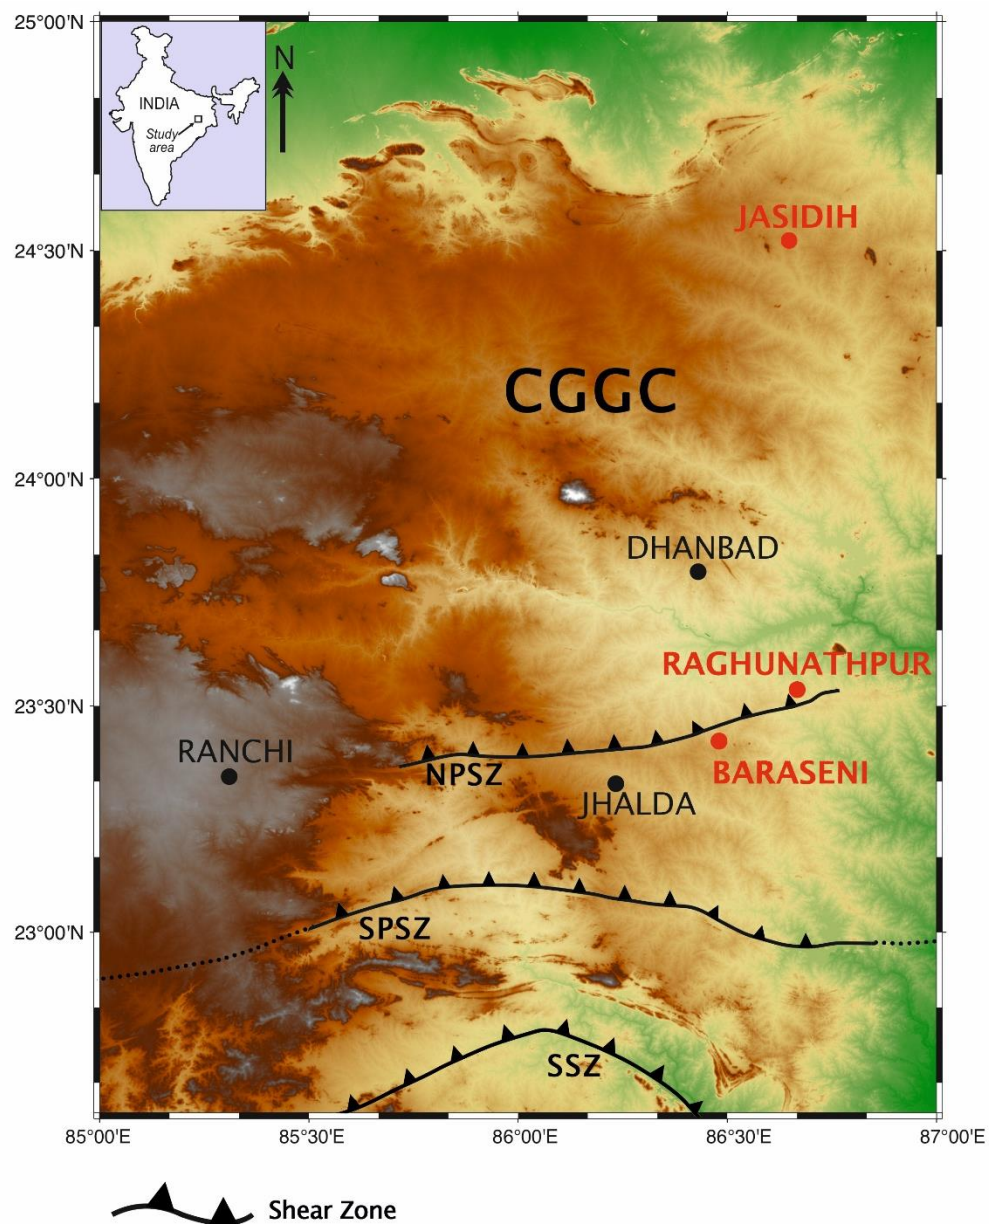 25°00'N
INDIA
Study
area
N
JASIDIH
24°30'N
CGGC
24°00'N
DHANBAD
RAGHUNATHPUR
23°30'N
RANCHI
NPSZ
BARASENI
JHALDA
23°00'N
SPSZ
SSZ
85°00'E
85°30'E
86°00'E
86°30'E
87°00'E
Shear Zone